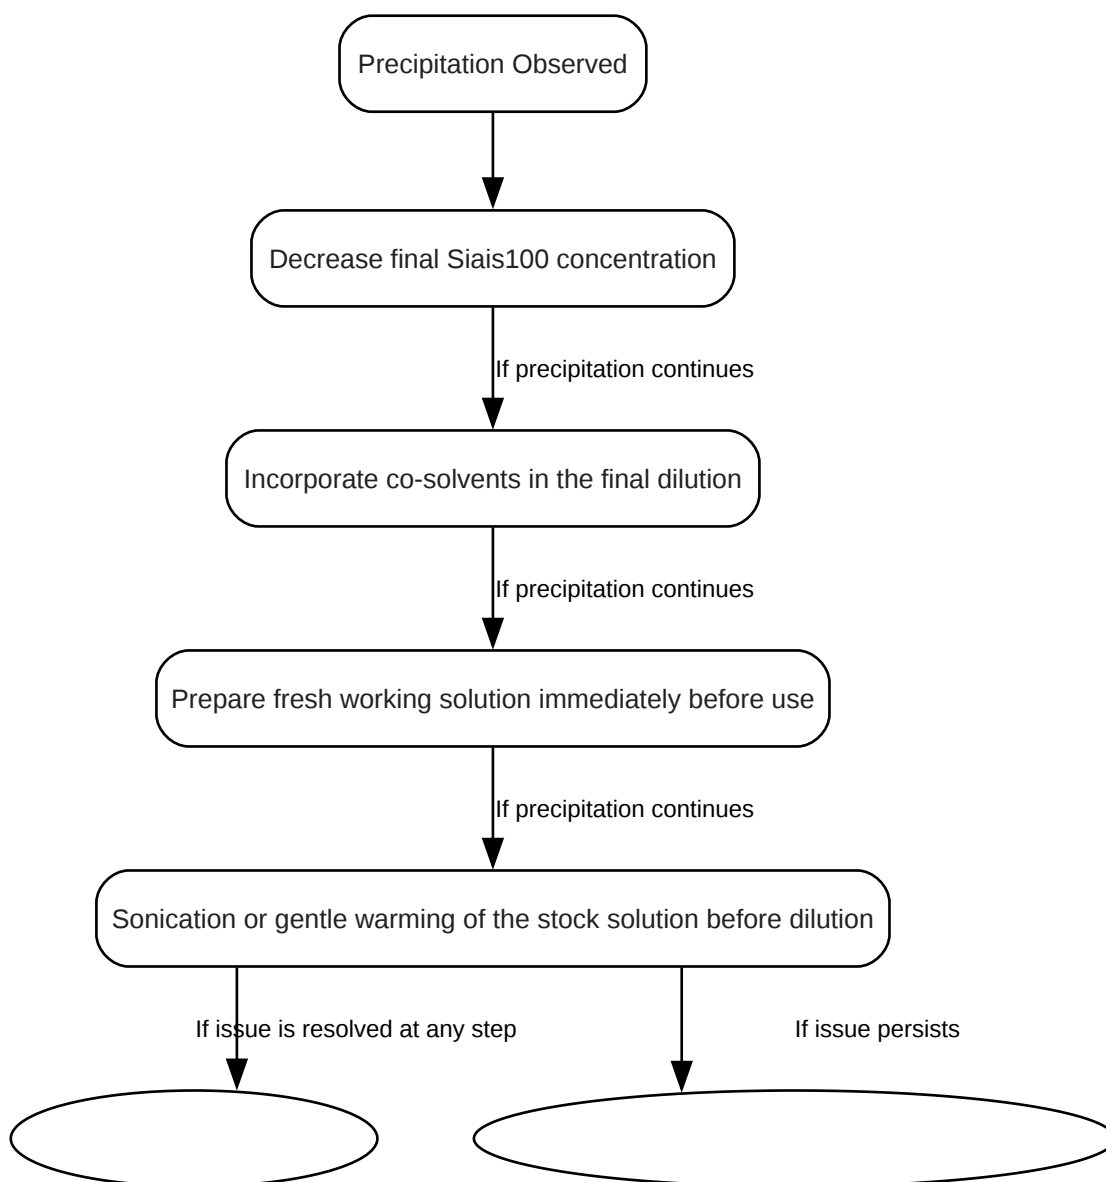 Precipitation Observed
Decrease final Siais100 concentration
If precipitation continues
Incorporate co-solvents in the final dilution
If precipitation continues
Prepare fresh working solution immediately before use
If precipitation continues
Sonication or gentle warming of the stock solution before dilution
If issue is resolved at any step
If issue persists